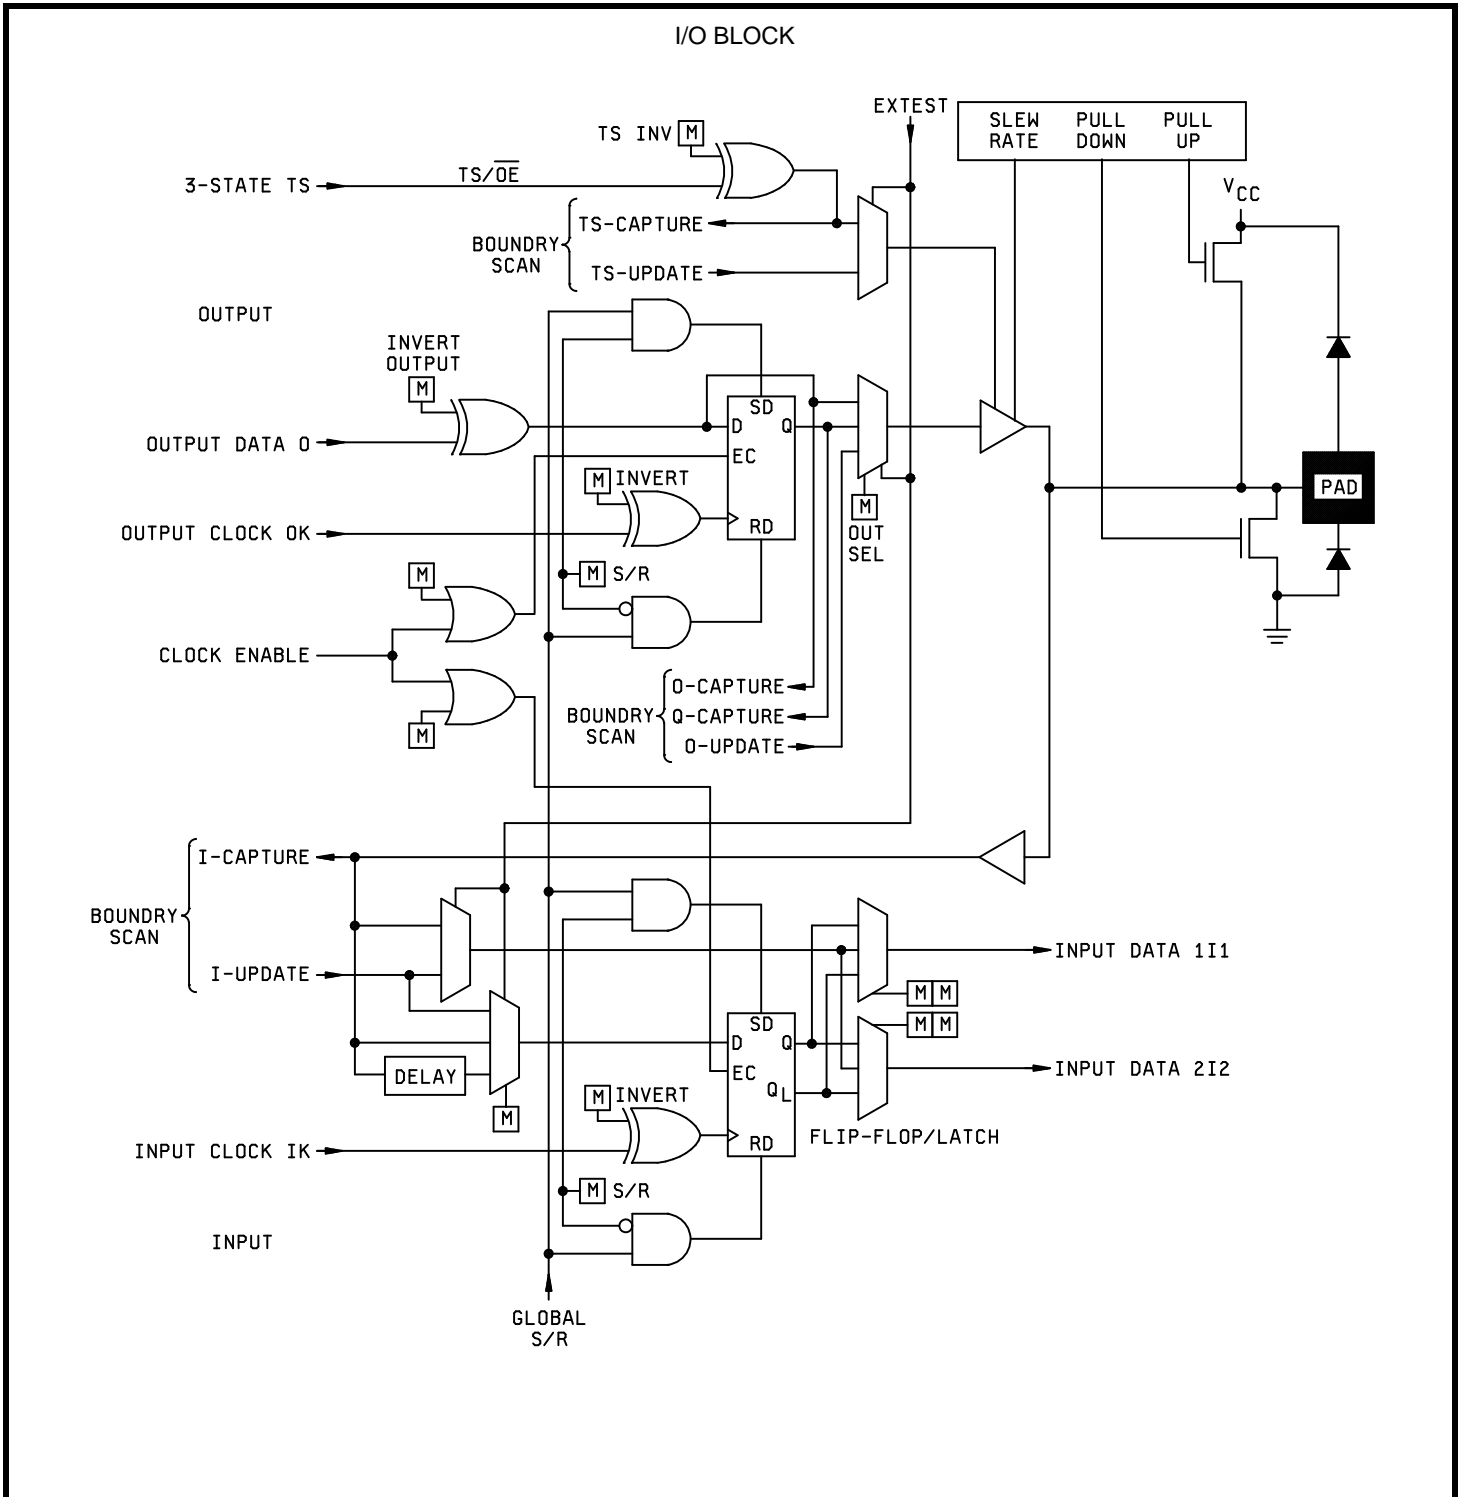 I/O BLOCK
EXTEST
SLEW RATE
PULL DOWN
PULL UP
TS INV M
3-STATE TS
TS/O̅E̅
VCC
BOUNDRY SCAN
TS-CAPTURE
TS-UPDATE
OUTPUT
INVERT OUTPUT
M
OUTPUT DATA O
SD
D
Q
EC
RD
M INVERT
OUTPUT CLOCK OK
M
OUT SEL
PAD
M S/R
M
CLOCK ENABLE
M
BOUNDRY SCAN
O-CAPTURE
Q-CAPTURE
O-UPDATE
BOUNDRY SCAN
I-CAPTURE
I-UPDATE
INPUT DATA 1I1
M M
M M
INPUT DATA 2I2
SD
D
Q
EC
QL
RD
DELAY
M
M INVERT
FLIP-FLOP/LATCH
INPUT CLOCK IK
M S/R
INPUT
GLOBAL S/R